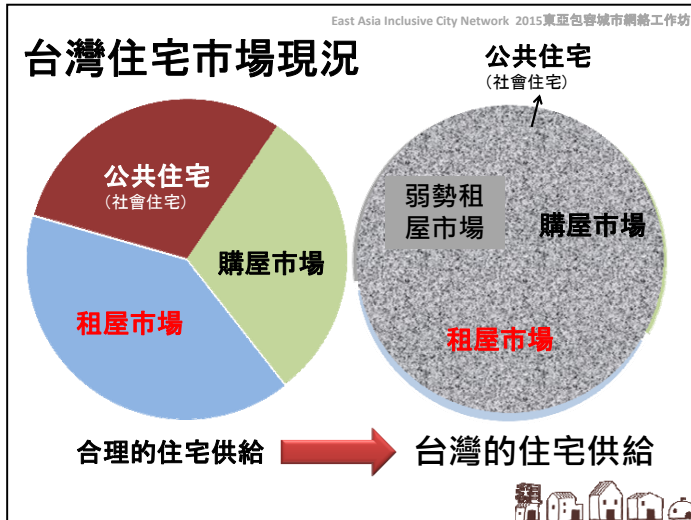 East Asia Inclusive City Network 2015東亞包容城市網絡工作坊
台灣住宅市場現況
公共住宅
(社會住宅)
公共住宅
(社會住宅)
弱勢租
屋市場
購屋市場
購屋市場
租屋市場
租屋市場
合理的住宅供給
台灣的住宅供給